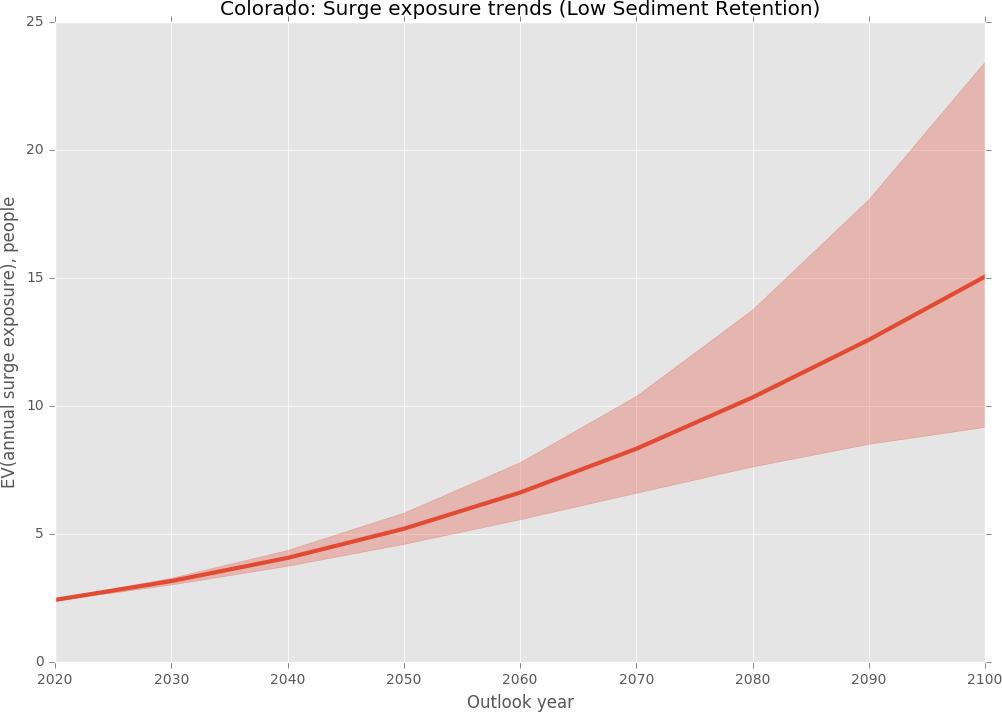 Colorado: Surge exposure trends (Low Sediment Retention)
EV(annual surge exposure), people
25
20
15
10
5
0
2020 2030 2040 2050 2060 2070 2080 2090 2100
Outlook year